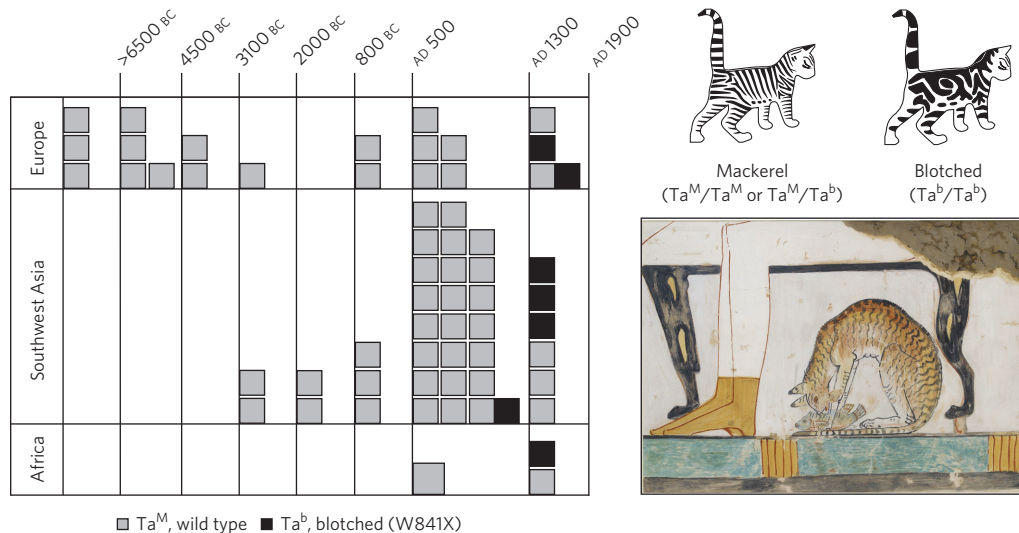 >6500 BC
4500 BC
3100 BC
2000 BC
800 BC
AD 500
AD 1300
AD 1900
Europe
Southwest Asia
Africa
Ta^M, wild type
Ta^b, blotched (W841X)
Mackerel
(Ta^M/Ta^M or Ta^M/Ta^b)
Blotched
(Ta^b/Ta^b)